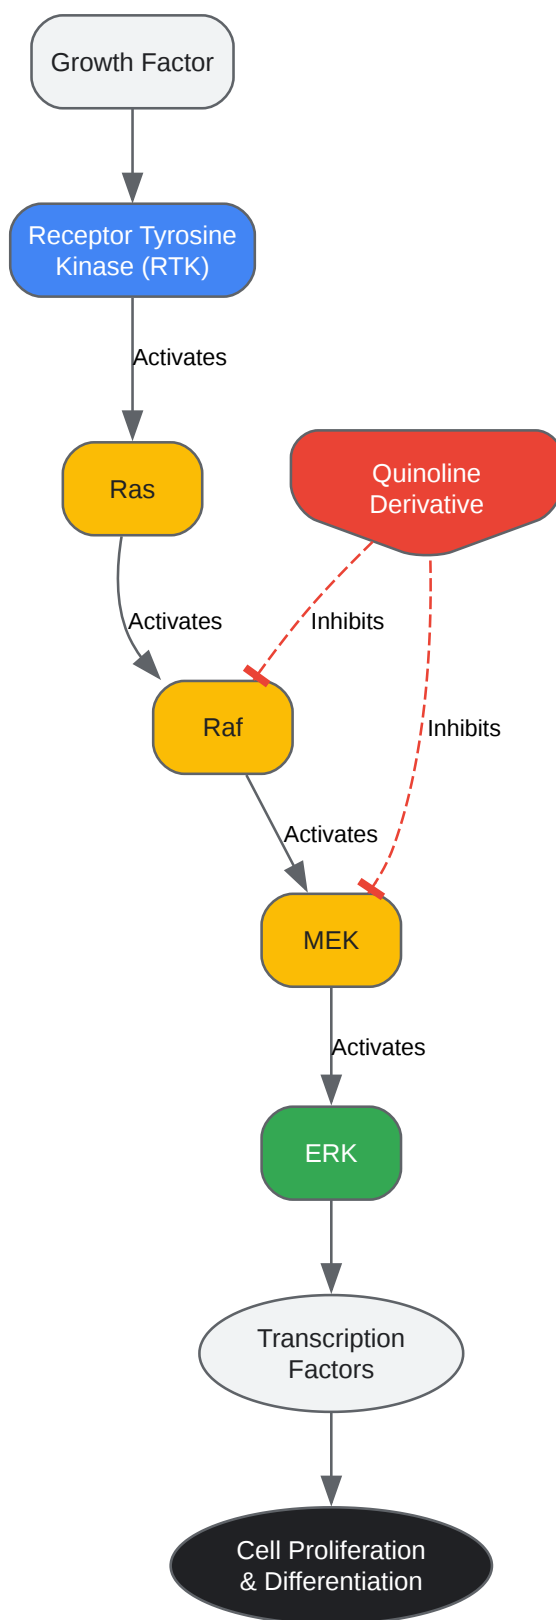 Growth Factor
Receptor Tyrosine
Kinase (RTK)
Activates
Ras
Quinoline
Derivative
Activates
Inhibits
Raf
Inhibits
Activates
MEK
Activates
ERK
Transcription
Factors
Cell Proliferation
& Differentiation